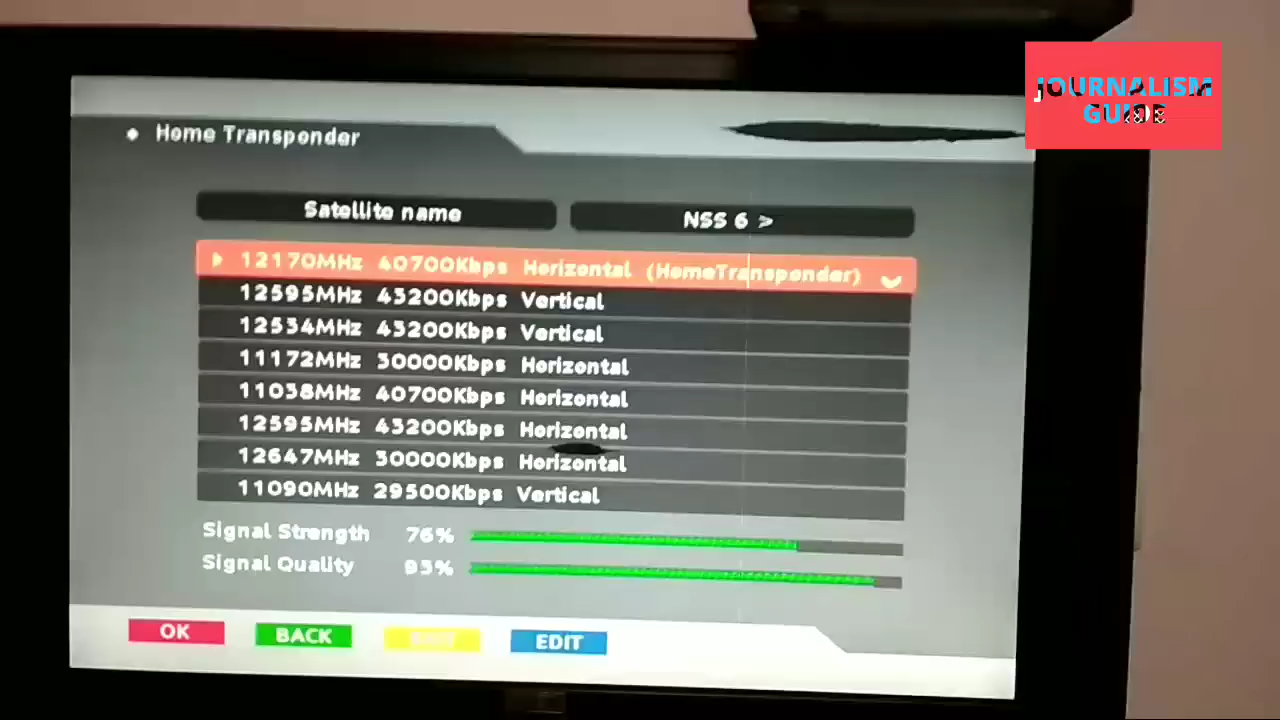 JOURNALISM
GUIDE
Home Transponder
Satellite name
NSS 6 >
12170MHz 40700Kbps Horizontal (HomeTransponder)
12595MHz 43200Kbps Vertical
12534MHz 43200Kbps Vertical
11172MHz 30000Kbps Horizontal
11038MHz 40700Kbps Horizontal
12595MHz 43200Kbps Horizontal
12647MHz 30000Kbps Horizontal
11090MHz 29500Kbps Vertical
Signal Strength 76%
Signal Quality 93%
OK
BACK
EDIT